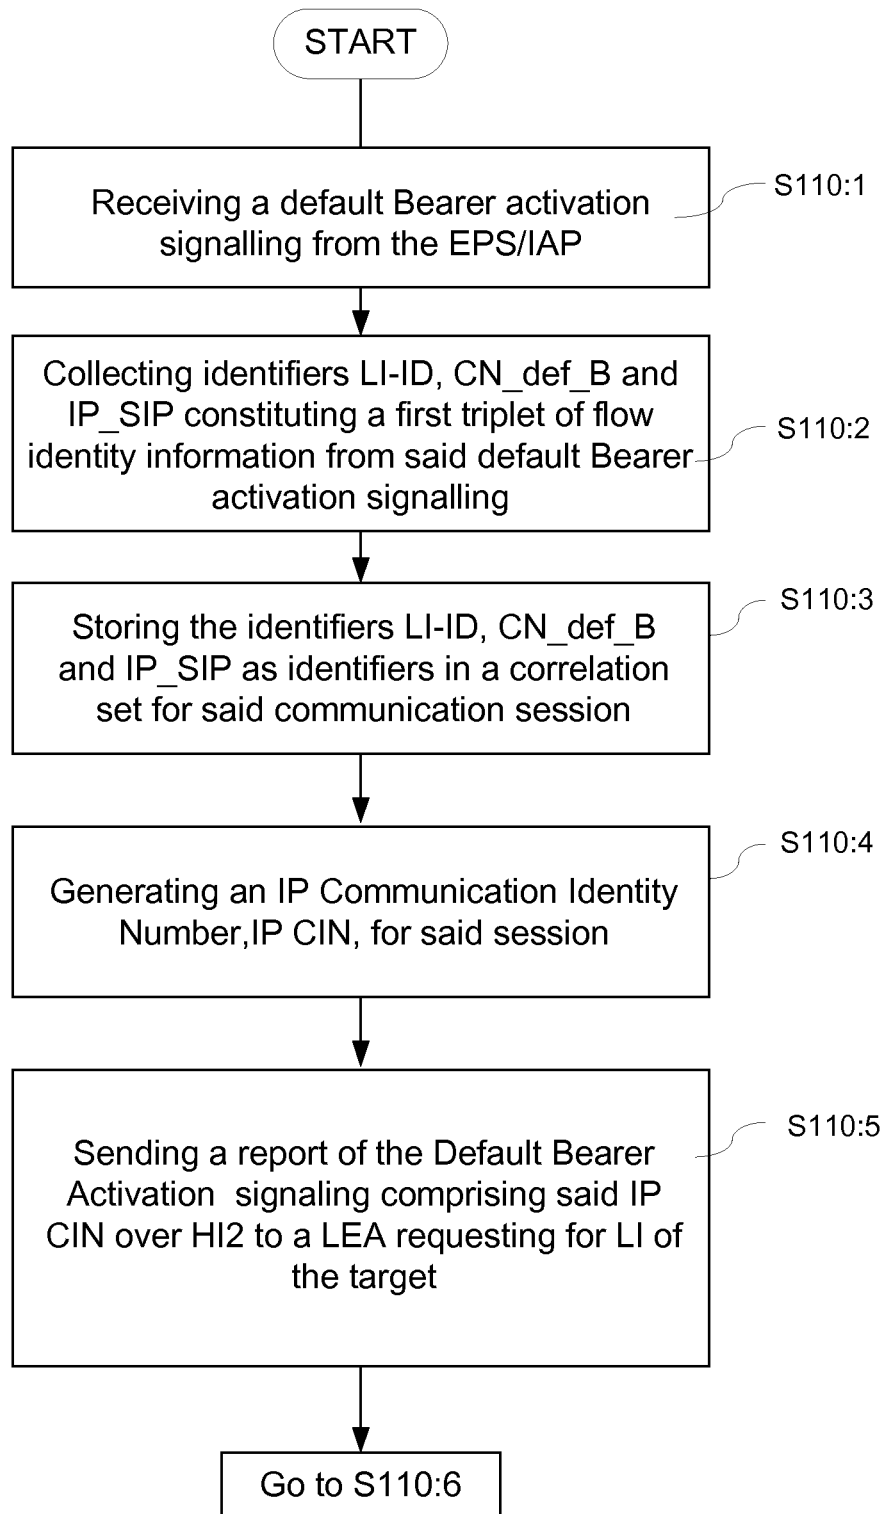 START
Receiving a default Bearer activation
signalling from the EPS/IAP
S110:1
Collecting identifiers LI-ID, CN_def_B and
IP_SIP constituting a first triplet of flow
identity information from said default Bearer
activation signalling
S110:2
Storing the identifiers LI-ID, CN_def_B
and IP_SIP as identifiers in a correlation
set for said communication session
S110:3
Generating an IP Communication Identity
Number,IP CIN, for said session
S110:4
Sending a report of the Default Bearer
Activation  signaling comprising said IP
CIN over HI2 to a LEA requesting for LI of
the target
S110:5
Go to S110:6